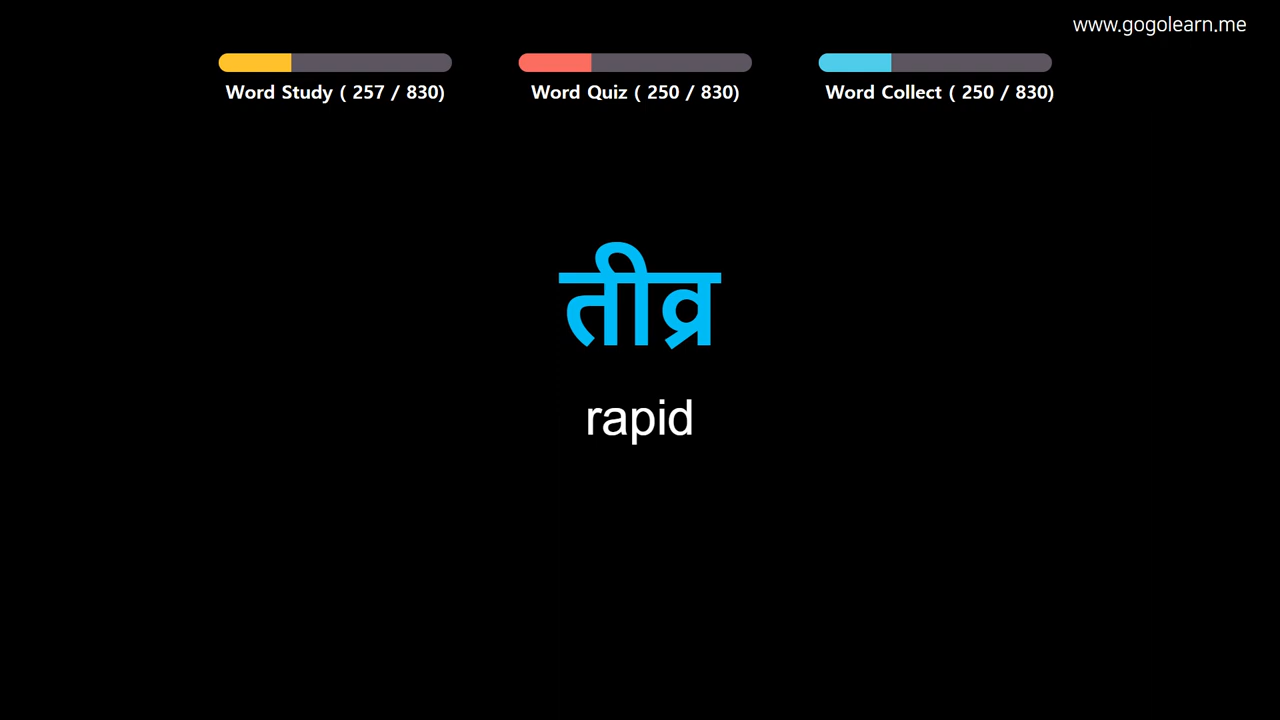 www.gogolearn.me
Word Study ( 257 / 830)
Word Quiz ( 250 / 830)
Word Collect ( 250 / 830)
तीव्र
rapid